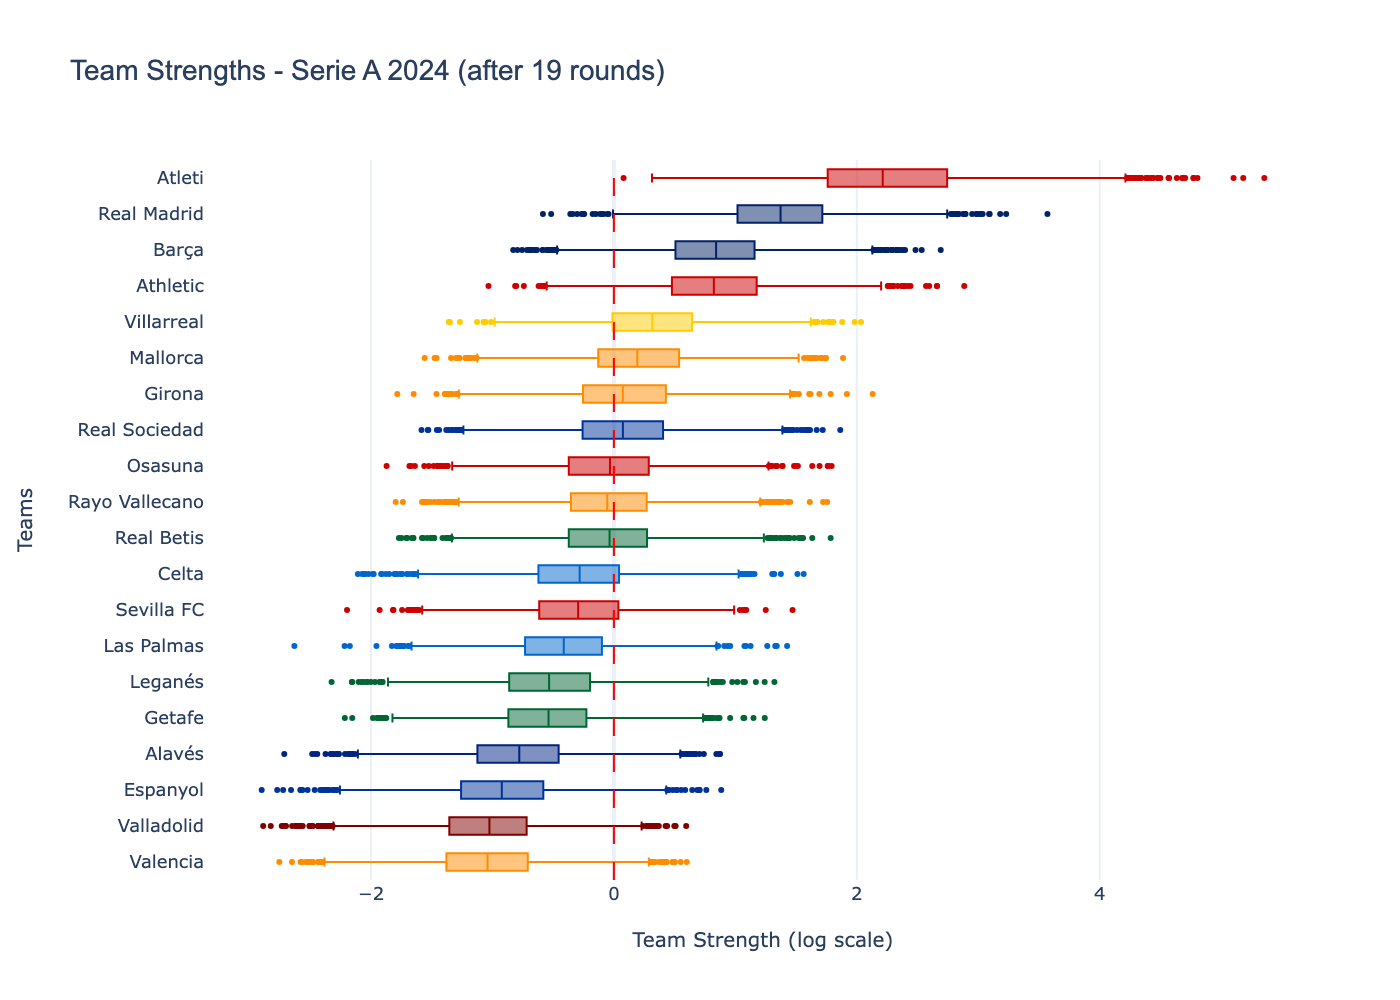 Team Strengths - Serie A 2024 (after 19 rounds)
Atleti
Real Madrid
Barça
Athletic
Villarreal
Mallorca
Girona
Real Sociedad
Osasuna
Rayo Vallecano
Real Betis
Celta
Sevilla FC
Las Palmas
Leganés
Getafe
Alavés
Espanyol
Valladolid
Valencia
Teams
−2 0 2 4
Team Strength (log scale)